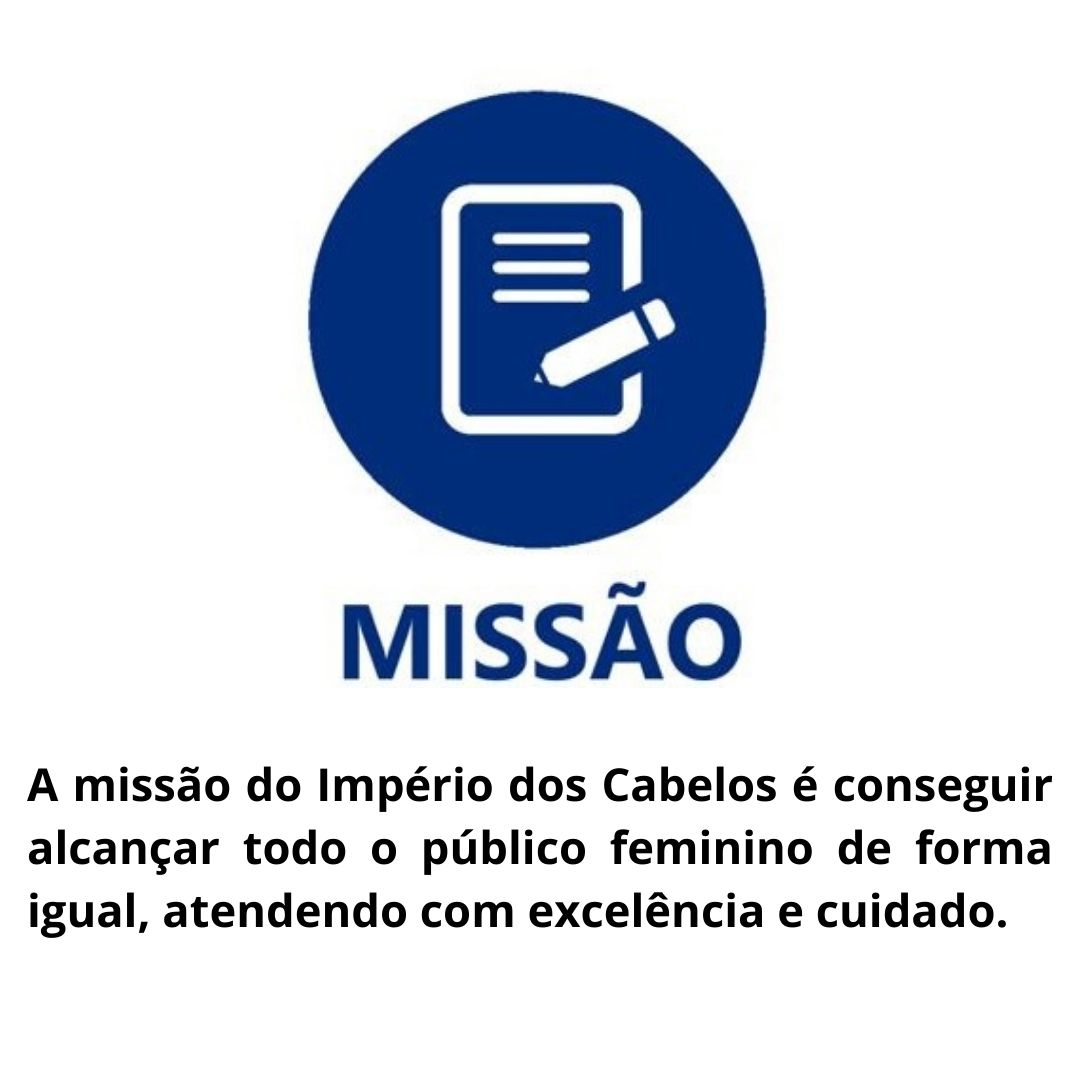 MISSÃO
A missão do Império dos Cabelos é conseguir
alcançar todo o público feminino de forma
igual, atendendo com excelência e cuidado.